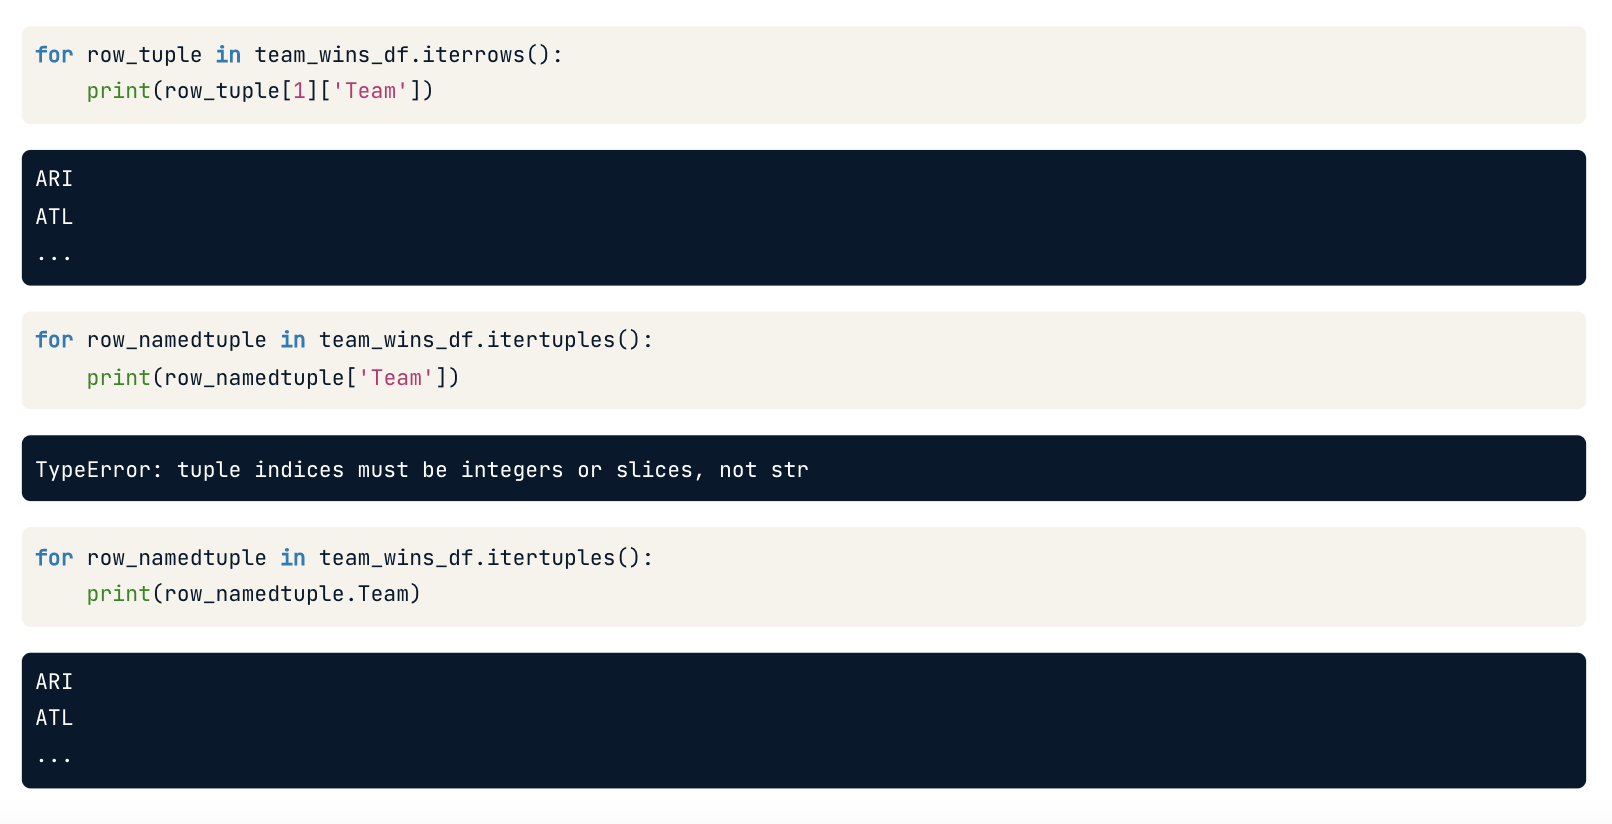 for row_tuple in team_wins_df.iterrows():
    print(row_tuple[1]['Team'])
ARI
ATL
...
for row_namedtuple in team_wins_df.itertuples():
    print(row_namedtuple['Team'])
TypeError: tuple indices must be integers or slices, not str
for row_namedtuple in team_wins_df.itertuples():
    print(row_namedtuple.Team)
ARI
ATL
...